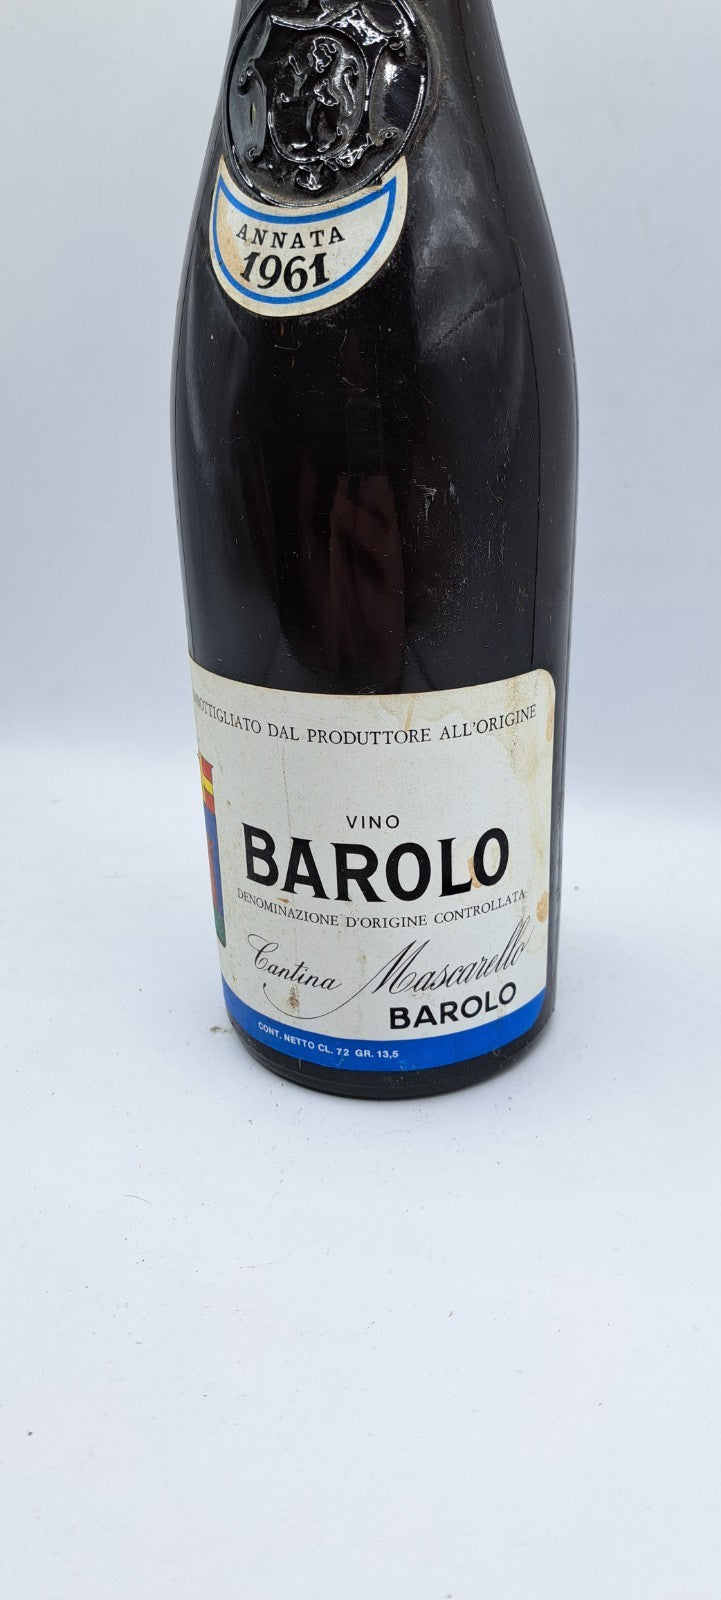 ANNATA
1961
DAL PRODUTTORE ALL'ORIGINE
VINO
BAROLO
DENOMINAZIONE D'ORIGINE CONTROLLATA
Cantina Mascarello
BAROLO
CONT. NETTO CL. 72 GR. 13,5